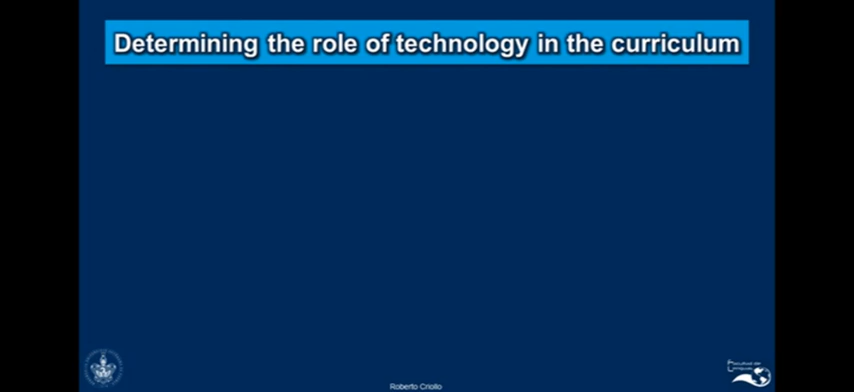 Determining the role of technology in the curriculum
Roberto Criollo